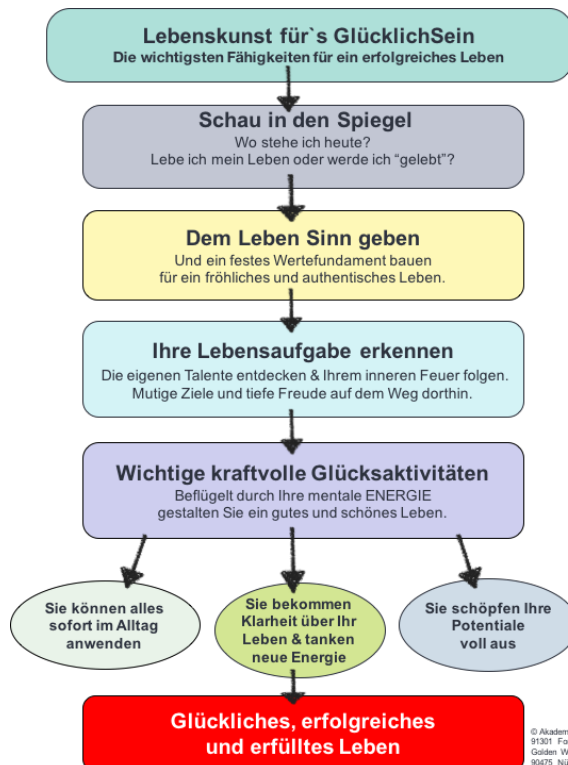 Lebenskunst für`s GlücklichSein
Die wichtigsten Fähigkeiten für ein erfolgreiches Leben
Schau in den Spiegel
Wo stehe ich heute?
Lebe ich mein Leben oder werde ich “gelebt”?
Dem Leben Sinn geben
Und ein festes Wertefundament bauen
für ein fröhliches und authentisches Leben.
Ihre Lebensaufgabe erkennen
Die eigenen Talente entdecken & Ihrem inneren Feuer folgen.
Mutige Ziele und tiefe Freude auf dem Weg dorthin.
Wichtige kraftvolle Glücksaktivitäten
Beflügelt durch Ihre mentale ENERGIE
gestalten Sie ein gutes und schönes Leben.
Sie können alles
sofort im Alltag
anwenden
Sie bekommen
Klarheit über Ihr
Leben & tanken
neue Energie
Sie schöpfen Ihre
Potentiale
voll aus
Glückliches, erfolgreiches
und erfülltes Leben
©
91301
Golden
90475